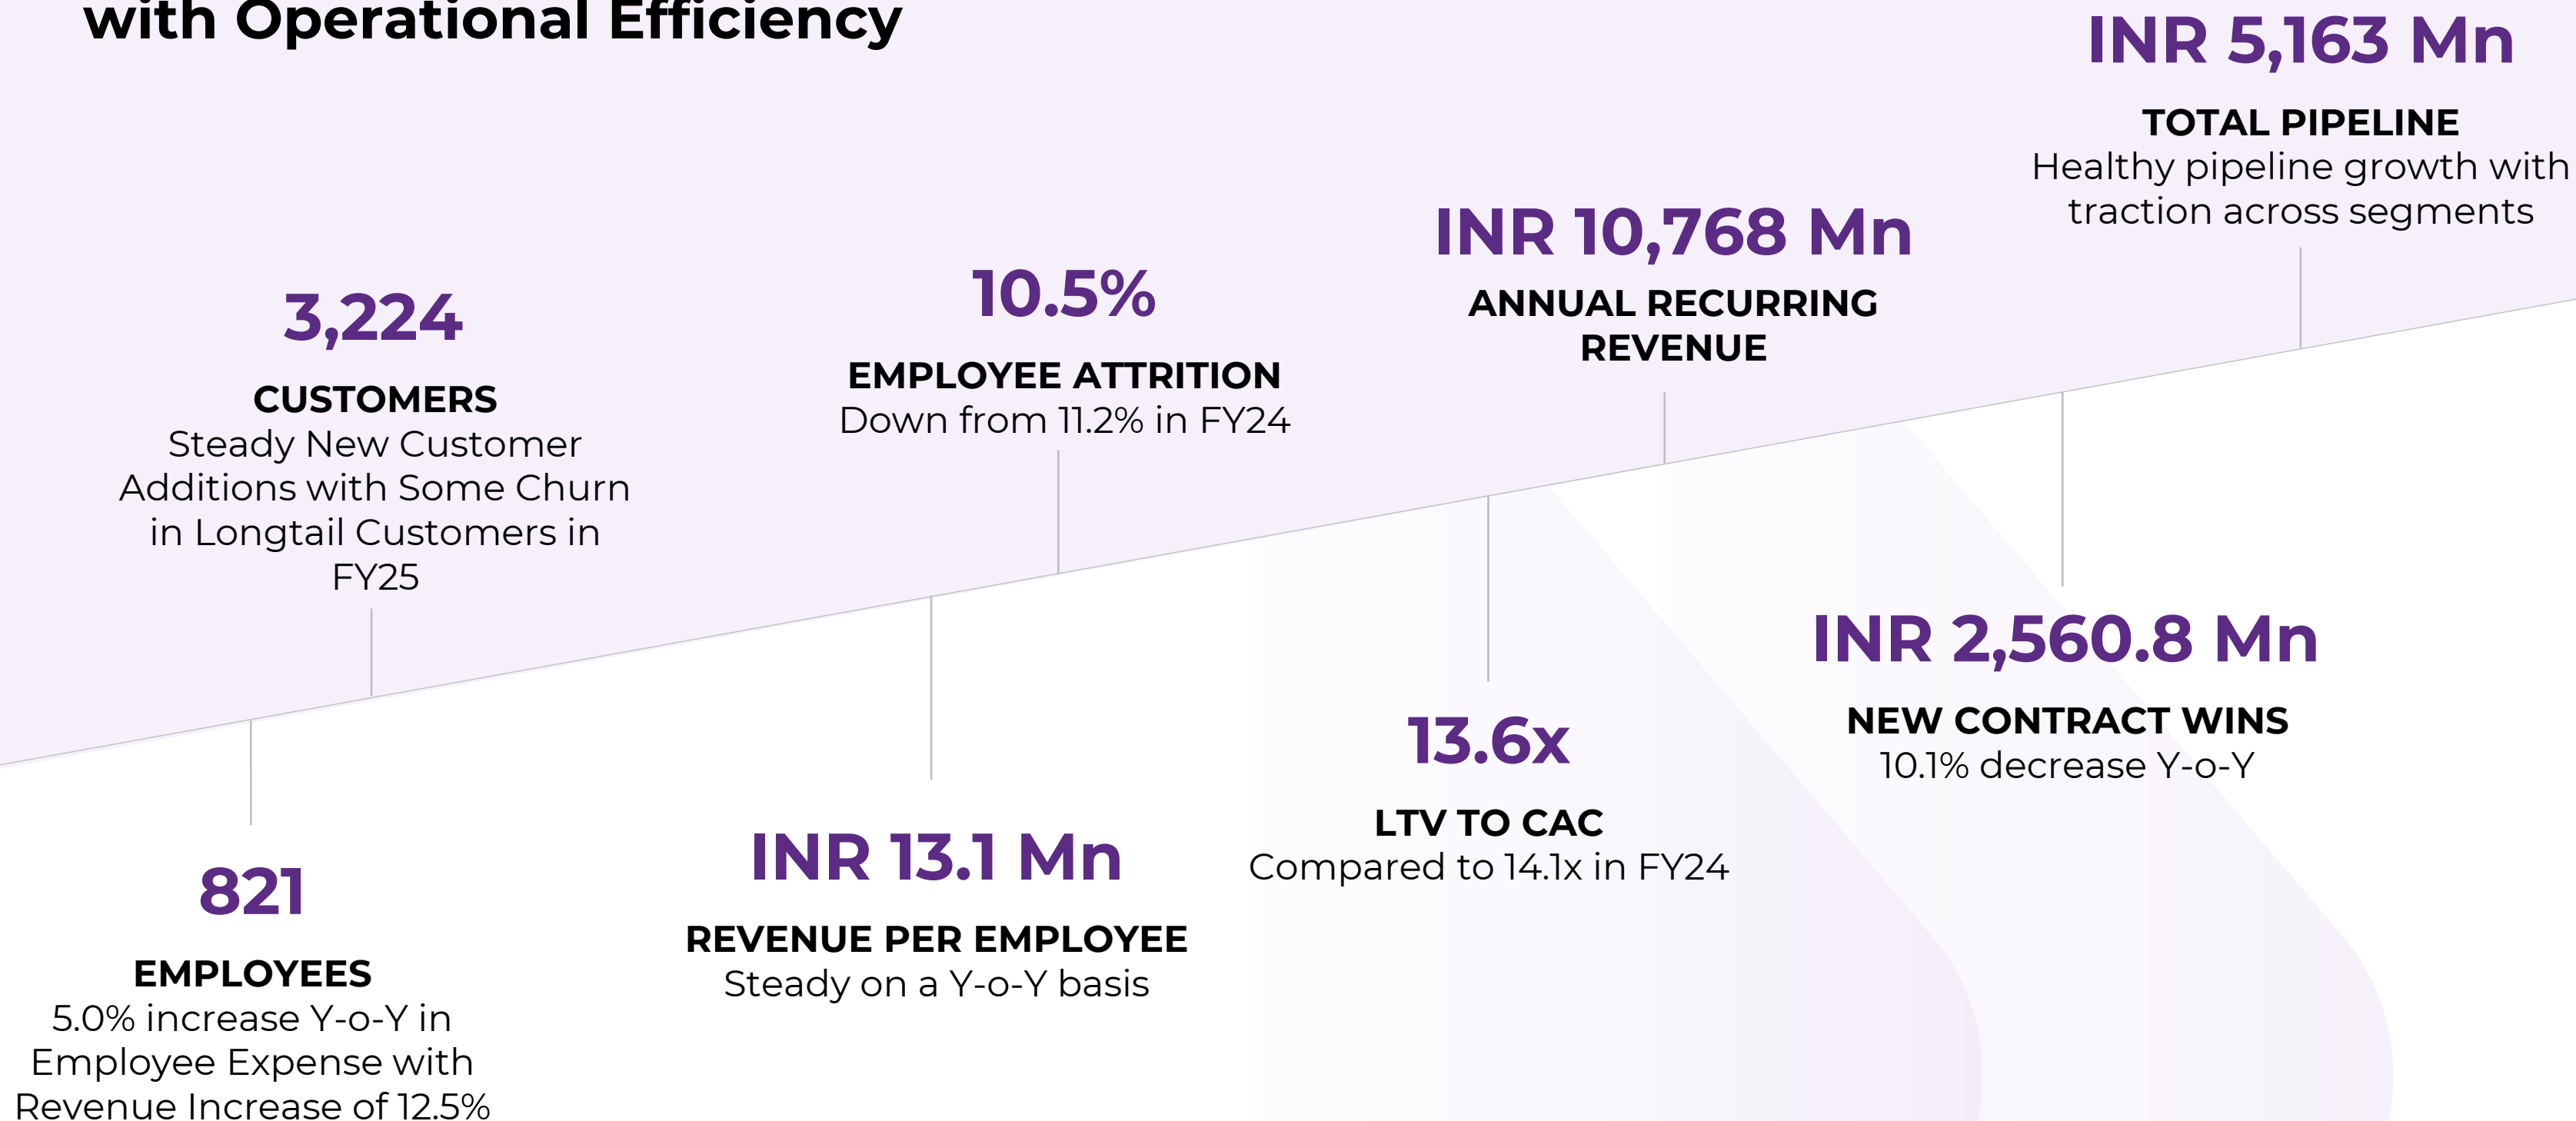 with Operational Efficiency
3,224
CUSTOMERS
Steady New Customer
Additions with Some Churn
in Longtail Customers in
FY25
10.5%
EMPLOYEE ATTRITION
Down from 11.2% in FY24
INR 10,768 Mn
ANNUAL RECURRING
REVENUE
INR 5,163 Mn
TOTAL PIPELINE
Healthy pipeline growth with
traction across segments
821
EMPLOYEES
5.0% increase Y-o-Y in
Employee Expense with
Revenue Increase of 12.5%
INR 13.1 Mn
REVENUE PER EMPLOYEE
Steady on a Y-o-Y basis
13.6x
LTV TO CAC
Compared to 14.1x in FY24
INR 2,560.8 Mn
NEW CONTRACT WINS
10.1% decrease Y-o-Y